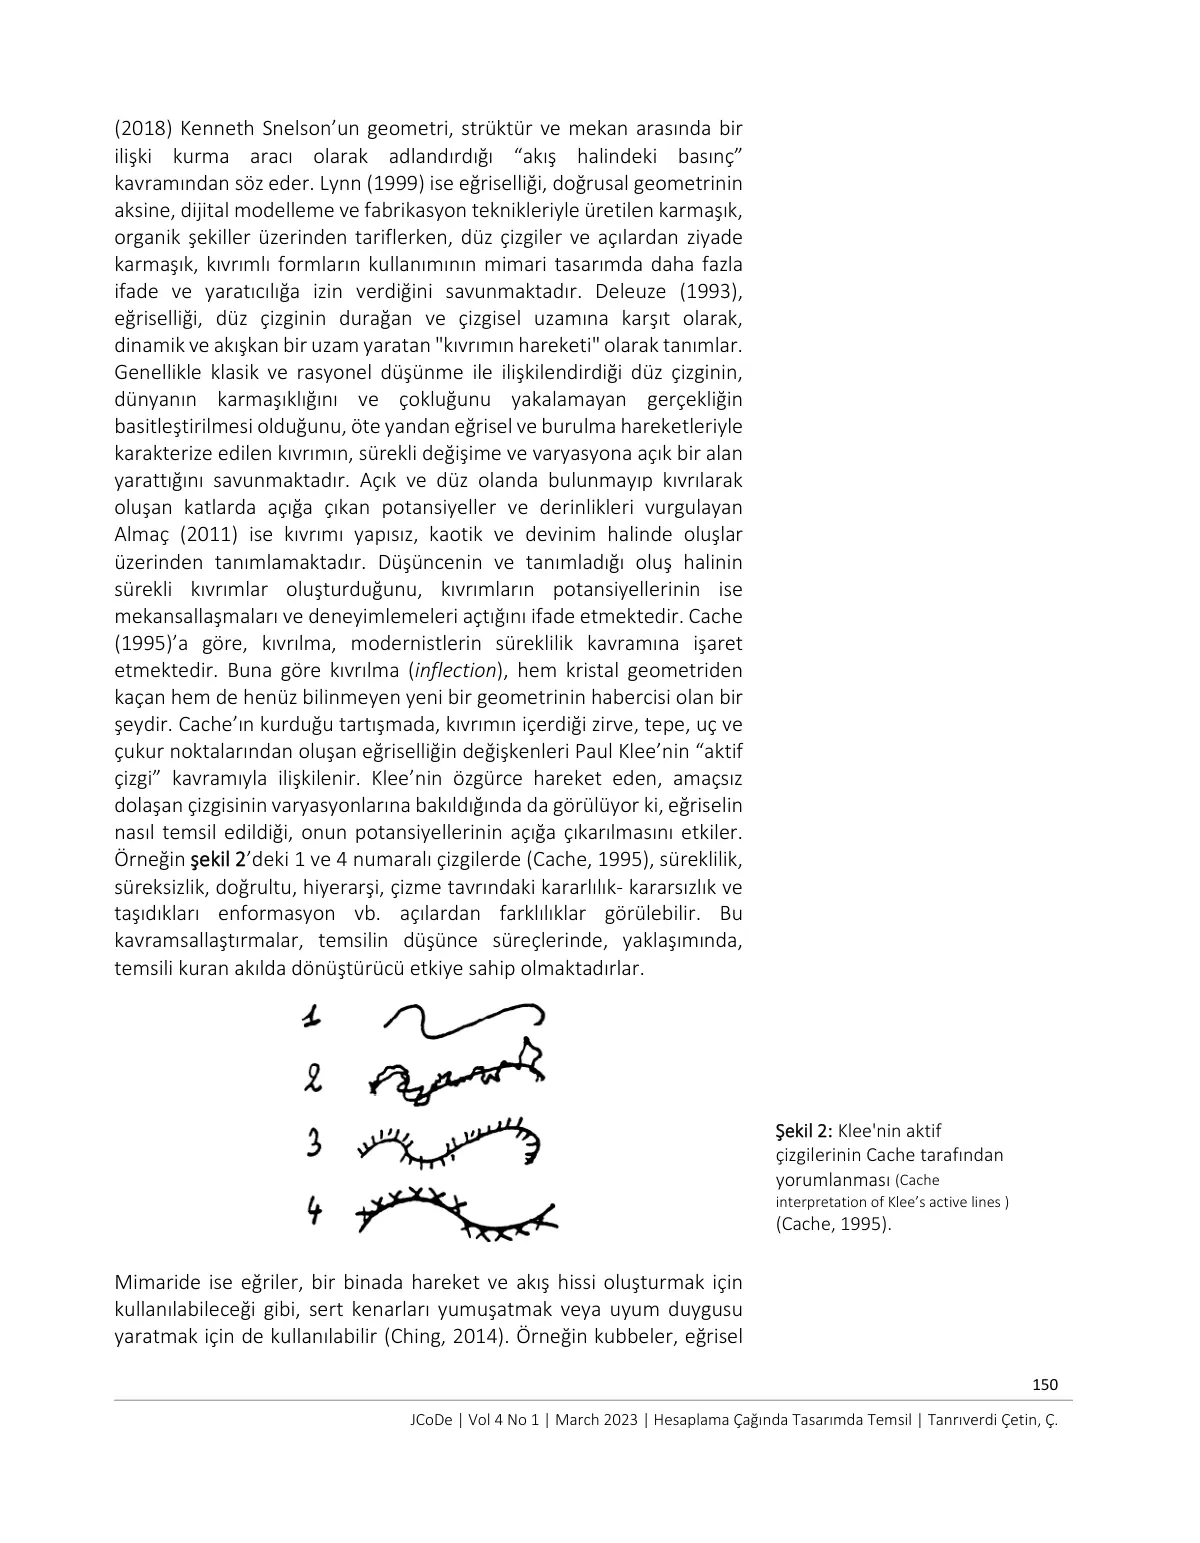 (2018) Kenneth Snelson’un geometri, strüktür ve mekan arasında bir
ilişki kurma aracı olarak adlandırdığı “akış halindeki basınç”
kavramından söz eder. Lynn (1999) ise eğriselliği, doğrusal geometrinin
aksine, dijital modelleme ve fabrikasyon teknikleriyle üretilen karmaşık,
organik şekiller üzerinden tariflerken, düz çizgiler ve açılardan ziyade
karmaşık, kıvrımlı formların kullanımının mimari tasarımda daha fazla
ifade ve yaratıcılığa izin verdiğini savunmaktadır. Deleuze (1993),
eğriselliği, düz çizginin durağan ve çizgisel uzamına karşıt olarak,
dinamik ve akışkan bir uzam yaratan "kıvrımın hareketi" olarak tanımlar.
Genellikle klasik ve rasyonel düşünme ile ilişkilendirdiği düz çizginin,
dünyanın karmaşıklığını ve çokluğunu yakalamayan gerçekliğin
basitleştirilmesi olduğunu, öte yandan eğrisel ve burulma hareketleriyle
karakterize edilen kıvrımın, sürekli değişime ve varyasyona açık bir alan
yarattığını savunmaktadır. Açık ve düz olanda bulunmayıp kıvrılarak
oluşan katlarda açığa çıkan potansiyeller ve derinlikleri vurgulayan
Almaç (2011) ise kıvrımı yapısız, kaotik ve devinim halinde oluşlar
üzerinden tanımlamaktadır. Düşüncenin ve tanımladığı oluş halinin
sürekli kıvrımlar oluşturduğunu, kıvrımların potansiyellerinin ise
mekansallaşmaları ve deneyimlemeleri açtığını ifade etmektedir. Cache
(1995)’a göre, kıvrılma, modernistlerin süreklilik kavramına işaret
etmektedir. Buna göre kıvrılma (inflection), hem kristal geometriden
kaçan hem de henüz bilinmeyen yeni bir geometrinin habercisi olan bir
şeydir. Cache’ın kurduğu tartışmada, kıvrımın içerdiği zirve, tepe, uç ve
çukur noktalarından oluşan eğriselliğin değişkenleri Paul Klee’nin “aktif
çizgi” kavramıyla ilişkilenir. Klee’nin özgürce hareket eden, amaçsız
dolaşan çizgisinin varyasyonlarına bakıldığında da görülüyor ki, eğriselin
nasıl temsil edildiği, onun potansiyellerinin açığa çıkarılmasını etkiler.
Örneğin şekil 2’deki 1 ve 4 numaralı çizgilerde (Cache, 1995), süreklilik,
süreksizlik, doğrultu, hiyerarşi, çizme tavrındaki kararlılık- kararsızlık ve
taşıdıkları enformasyon vb. açılardan farklılıklar görülebilir. Bu
kavramsallaştırmalar, temsilin düşünce süreçlerinde, yaklaşımında,
temsili kuran akılda dönüştürücü etkiye sahip olmaktadırlar.
1
2
3
4
Şekil 2: Klee'nin aktif
çizgilerinin Cache tarafından
yorumlanması (Cache
interpretation of Klee’s active lines )
(Cache, 1995).
Mimaride ise eğriler, bir binada hareket ve akış hissi oluşturmak için
kullanılabileceği gibi, sert kenarları yumuşatmak veya uyum duygusu
yaratmak için de kullanılabilir (Ching, 2014). Örneğin kubbeler, eğrisel
150
JCoDe | Vol 4 No 1 | March 2023 | Hesaplama Çağında Tasarımda Temsil | Tanrıverdi Çetin, Ç.